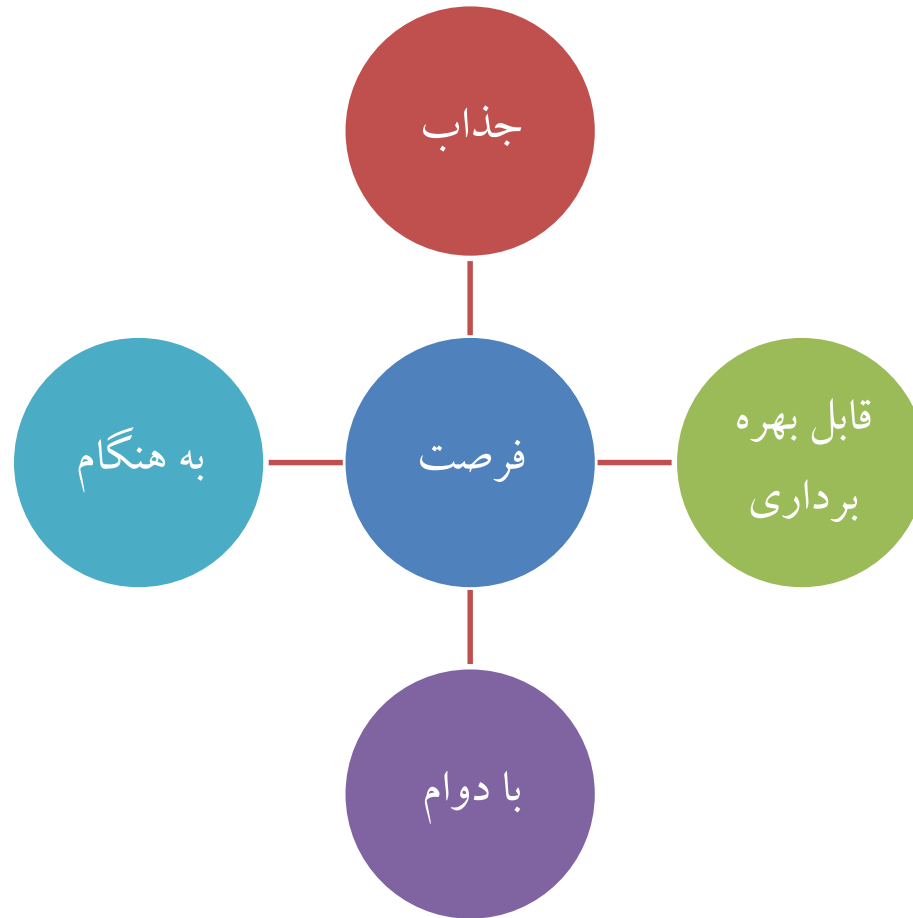 جذاب
قابل بهره
برداری
فرصت
به هنگام
با دوام